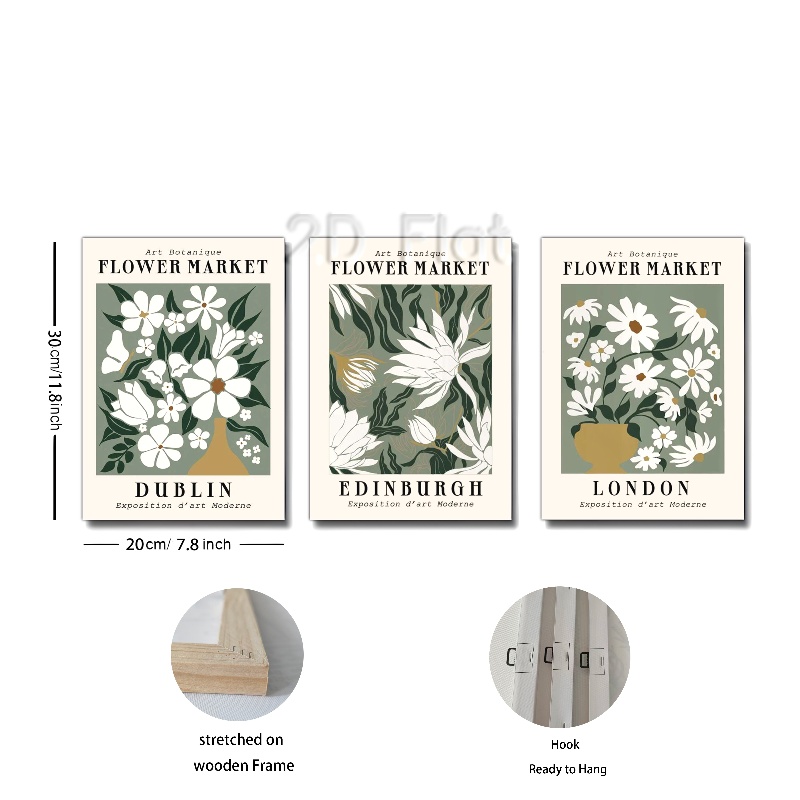 2D Flat
Art Botanique
FLOWER MARKET
DUBLIN
Exposition d'art Moderne
Art Botanique
FLOWER MARKET
EDINBURGH
Exposition d'art Moderne
Art Botanique
FLOWER MARKET
LONDON
Exposition d'art Moderne
30cm/11.8inch
20cm/ 7.8 inch
stretched on
wooden Frame
Hook
Ready to Hang